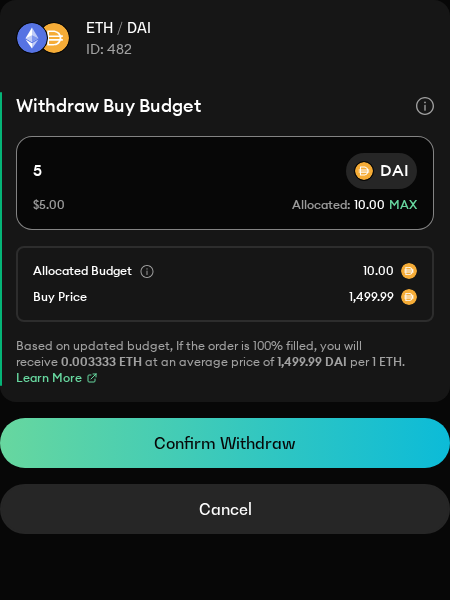 ETH / DAI
ID: 482
Withdraw Buy Budget
5 DAI
$5.00 Allocated: 10.00 MAX
Allocated Budget 10.00
Buy Price 1,499.99
Based on updated budget, If the order is 100% filled, you will
receive 0.003333 ETH at an average price of 1,499.99 DAI per 1 ETH.
Learn More
Confirm Withdraw
Cancel